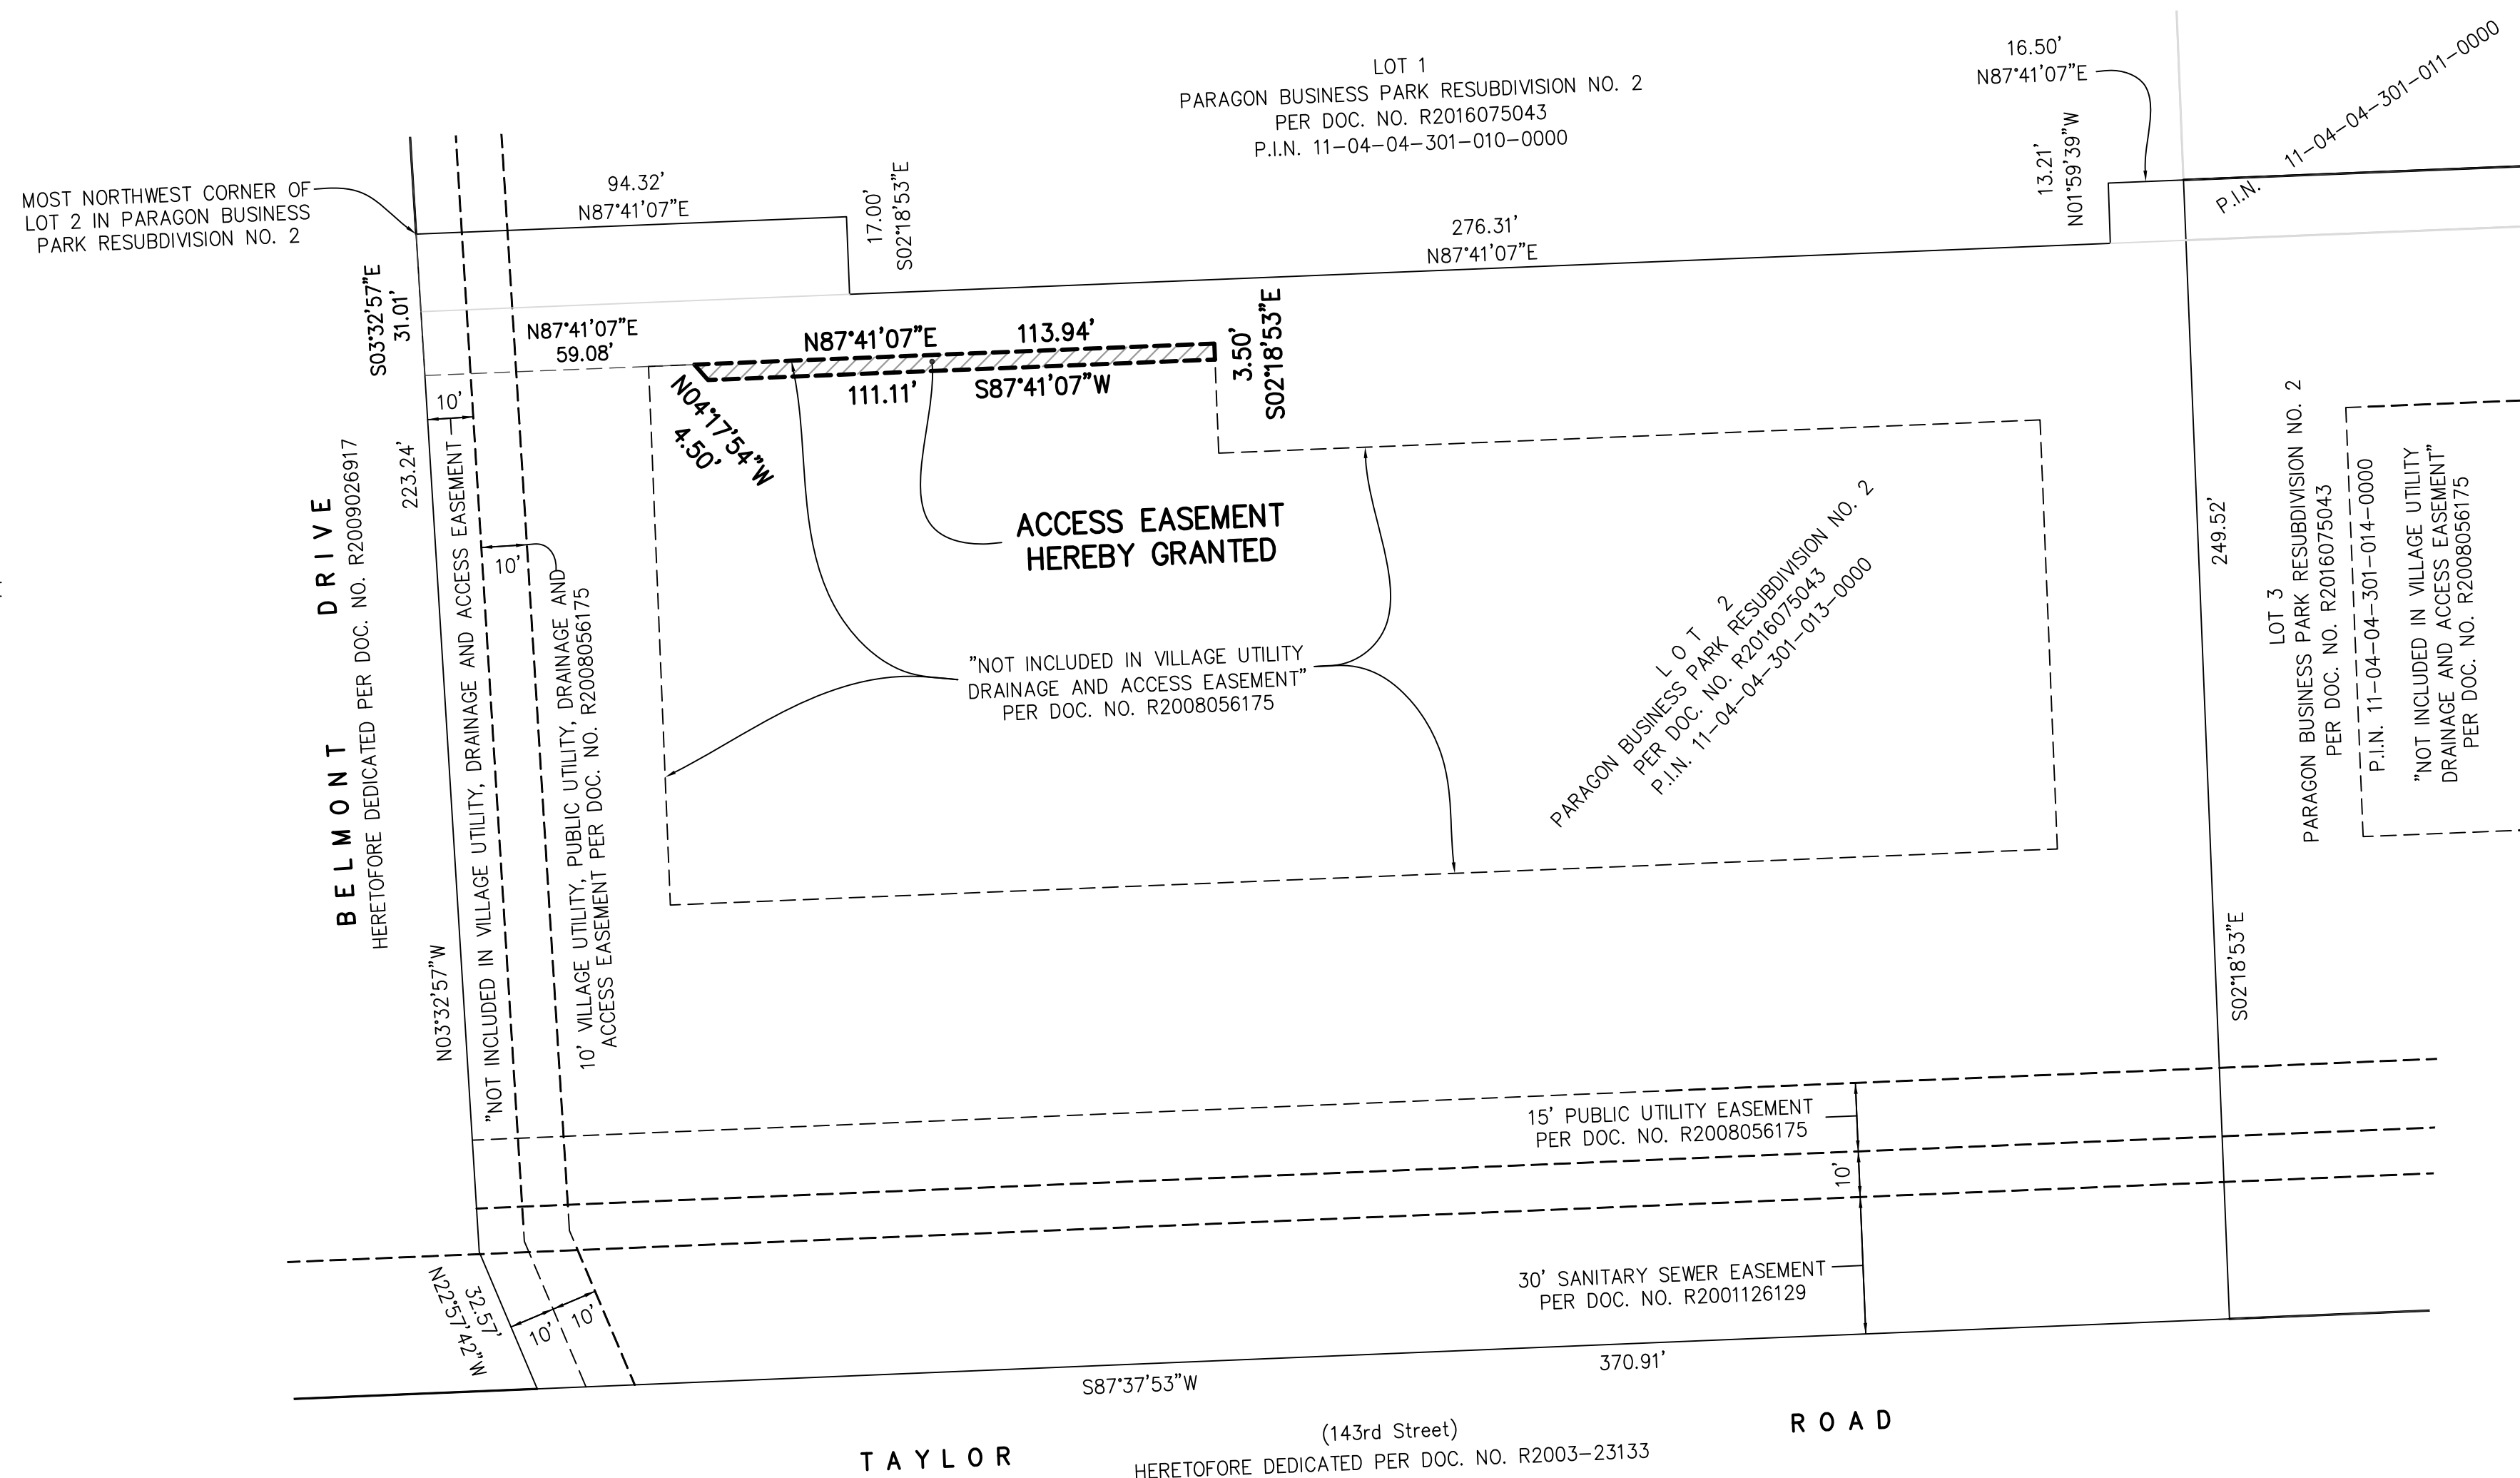 LOT 1
PARAGON BUSINESS PARK RESUBDIVISION NO. 2
PER DOC. NO. R2016075043
P.I.N. 11-04-04-301-010-0000
16.50'
N87°41'07"E
P.I.N. 11-04-04-301-011-0000
13.21'
N01°59'39"W
MOST NORTHWEST CORNER OF
LOT 2 IN PARAGON BUSINESS
PARK RESUBDIVISION NO. 2
94.32'
N87°41'07"E
17.00'
S02°18'53"E
276.31'
N87°41'07"E
S03°32'57"E
31.01'
N87°41'07"E
59.08'
N87°41'07"E 113.94'
3.50'
S02°18'53"E
111.11' S87°41'07"W
N04°17'54"W
4.50'
10'
223.24'
10'
ACCESS EASEMENT
HEREBY GRANTED
BELMONT DRIVE
HERETOFORE DEDICATED PER DOC. NO. R2009026917
N03°32'57"W
"NOT INCLUDED IN VILLAGE UTILITY, DRAINAGE AND ACCESS EASEMENT
10' VILLAGE UTILITY, PUBLIC UTILITY, DRAINAGE AND
ACCESS EASEMENT PER DOC. NO. R2008056175
"NOT INCLUDED IN VILLAGE UTILITY
DRAINAGE AND ACCESS EASEMENT"
PER DOC. NO. R2008056175
LOT 2
PARAGON BUSINESS PARK RESUBDIVISION NO. 2
PER DOC. NO. R2016075043
P.I.N. 11-04-04-301-013-0000
249.52'
S02°18'53"E
LOT 3
PARAGON BUSINESS PARK RESUBDIVISION NO. 2
PER DOC. NO. R2016075043
P.I.N. 11-04-04-301-014-0000
"NOT INCLUDED IN VILLAGE UTILITY
DRAINAGE AND ACCESS EASEMENT"
PER DOC. NO. R2008056175
15' PUBLIC UTILITY EASEMENT
PER DOC. NO. R2008056175
10'
30' SANITARY SEWER EASEMENT
PER DOC. NO. R2001126129
32.57'
N22°57'42"W
10'
10'
370.91'
S87°37'53"W
TAYLOR ROAD
(143rd Street)
HERETOFORE DEDICATED PER DOC. NO. R2003-23133